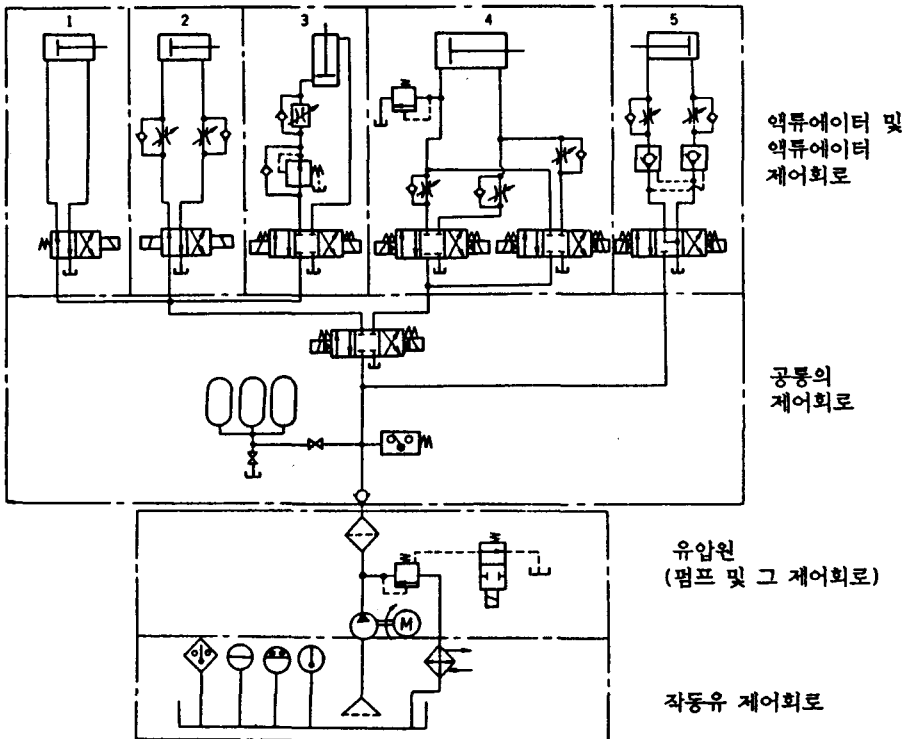 1 2 3 4 5
액튜에이터 및
액튜에이터
제어회로
공통의
제어회로
유압원
(펌프 및 그 제어회로)
M
작동유 제어회로